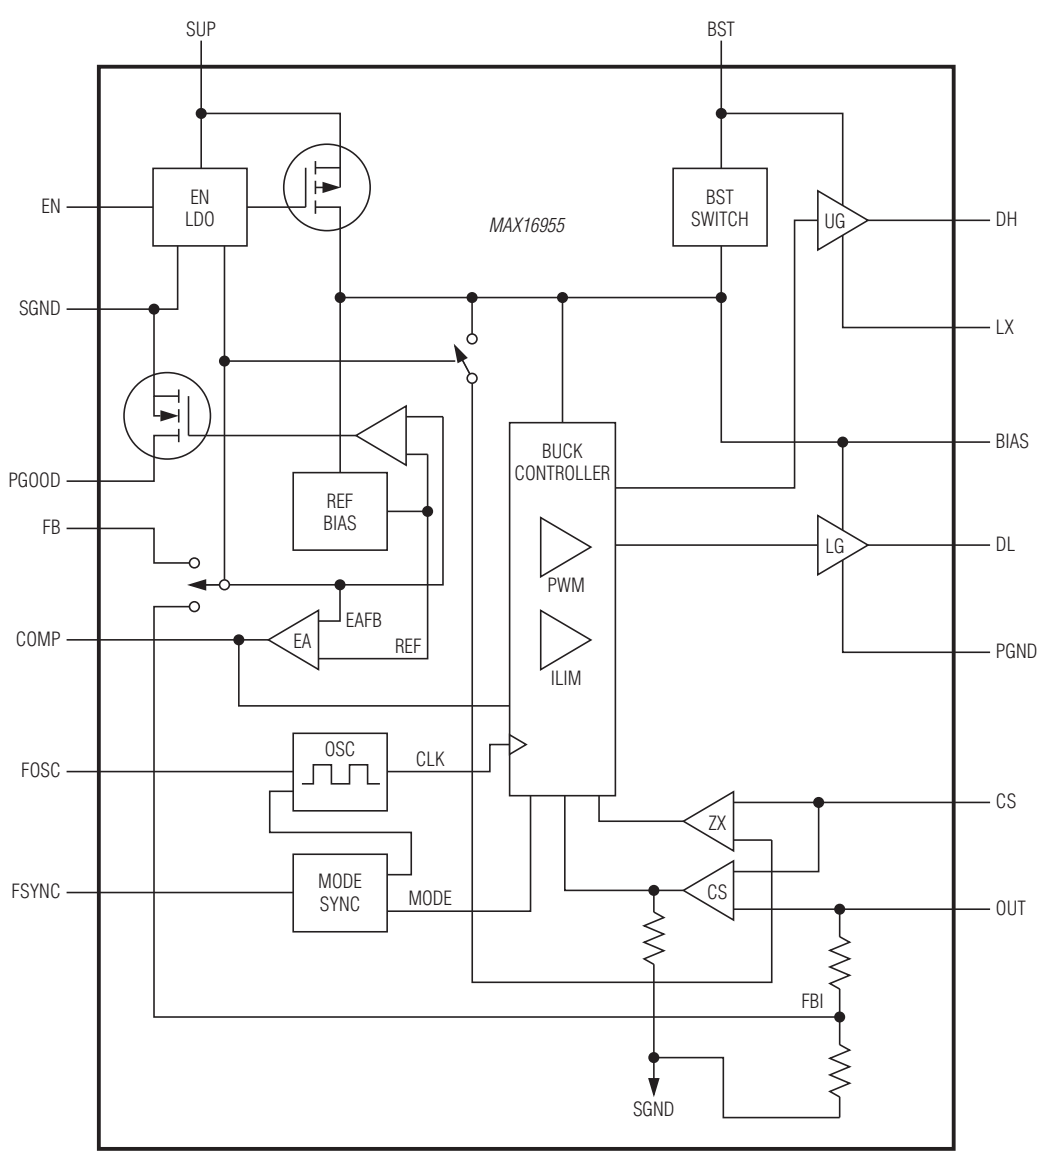 SUP
BST
EN
EN
LDO
MAX16955
BST
SWITCH
UG
DH
SGND
LX
PGOOD
FB
REF
BIAS
BUCK
CONTROLLER
BIAS
PWM
LG
DL
COMP
EA
EAFB
REF
ILIM
PGND
FOSC
OSC
CLK
ZX
CS
FSYNC
MODE
SYNC
MODE
CS
OUT
FBI
SGND